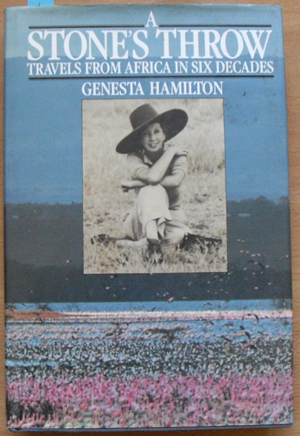 A
STONE'S THROW
TRAVELS FROM AFRICA IN SIX DECADES
GENESTA HAMILTON